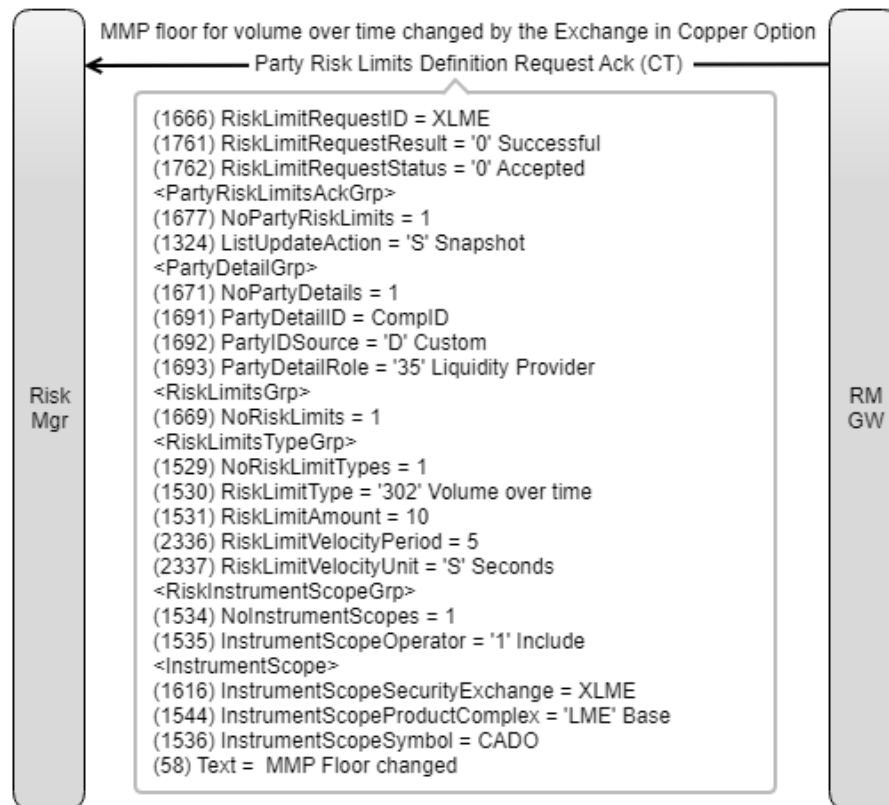 MMP floor for volume over time changed by the Exchange in Copper Option
Party Risk Limits Definition Request Ack (CT)
(1666) RiskLimitRequestID = XLME
(1761) RiskLimitRequestResult = '0' Successful
(1762) RiskLimitRequestStatus = '0' Accepted
<PartyRiskLimitsAckGrp>
(1677) NoPartyRiskLimits = 1
(1324) ListUpdateAction = 'S' Snapshot
<PartyDetailGrp>
(1671) NoPartyDetails = 1
(1691) PartyDetailID = CompID
(1692) PartyIDSource = 'D' Custom
(1693) PartyDetailRole = '35' Liquidity Provider
<RiskLimitsGrp>
(1669) NoRiskLimits = 1
<RiskLimitsTypeGrp>
(1529) NoRiskLimitTypes = 1
(1530) RiskLimitType = '302' Volume over time
(1531) RiskLimitAmount = 10
(2336) RiskLimitVelocityPeriod = 5
(2337) RiskLimitVelocityUnit = 'S' Seconds
<RiskInstrumentScopeGrp>
(1534) NoInstrumentScopes = 1
(1535) InstrumentScopeOperator = '1' Include
<InstrumentScope>
(1616) InstrumentScopeSecurityExchange = XLME
(1544) InstrumentScopeProductComplex = 'LME' Base
(1536) InstrumentScopeSymbol = CADO
(58) Text = MMP Floor changed
Risk
Mgr
RM
GW